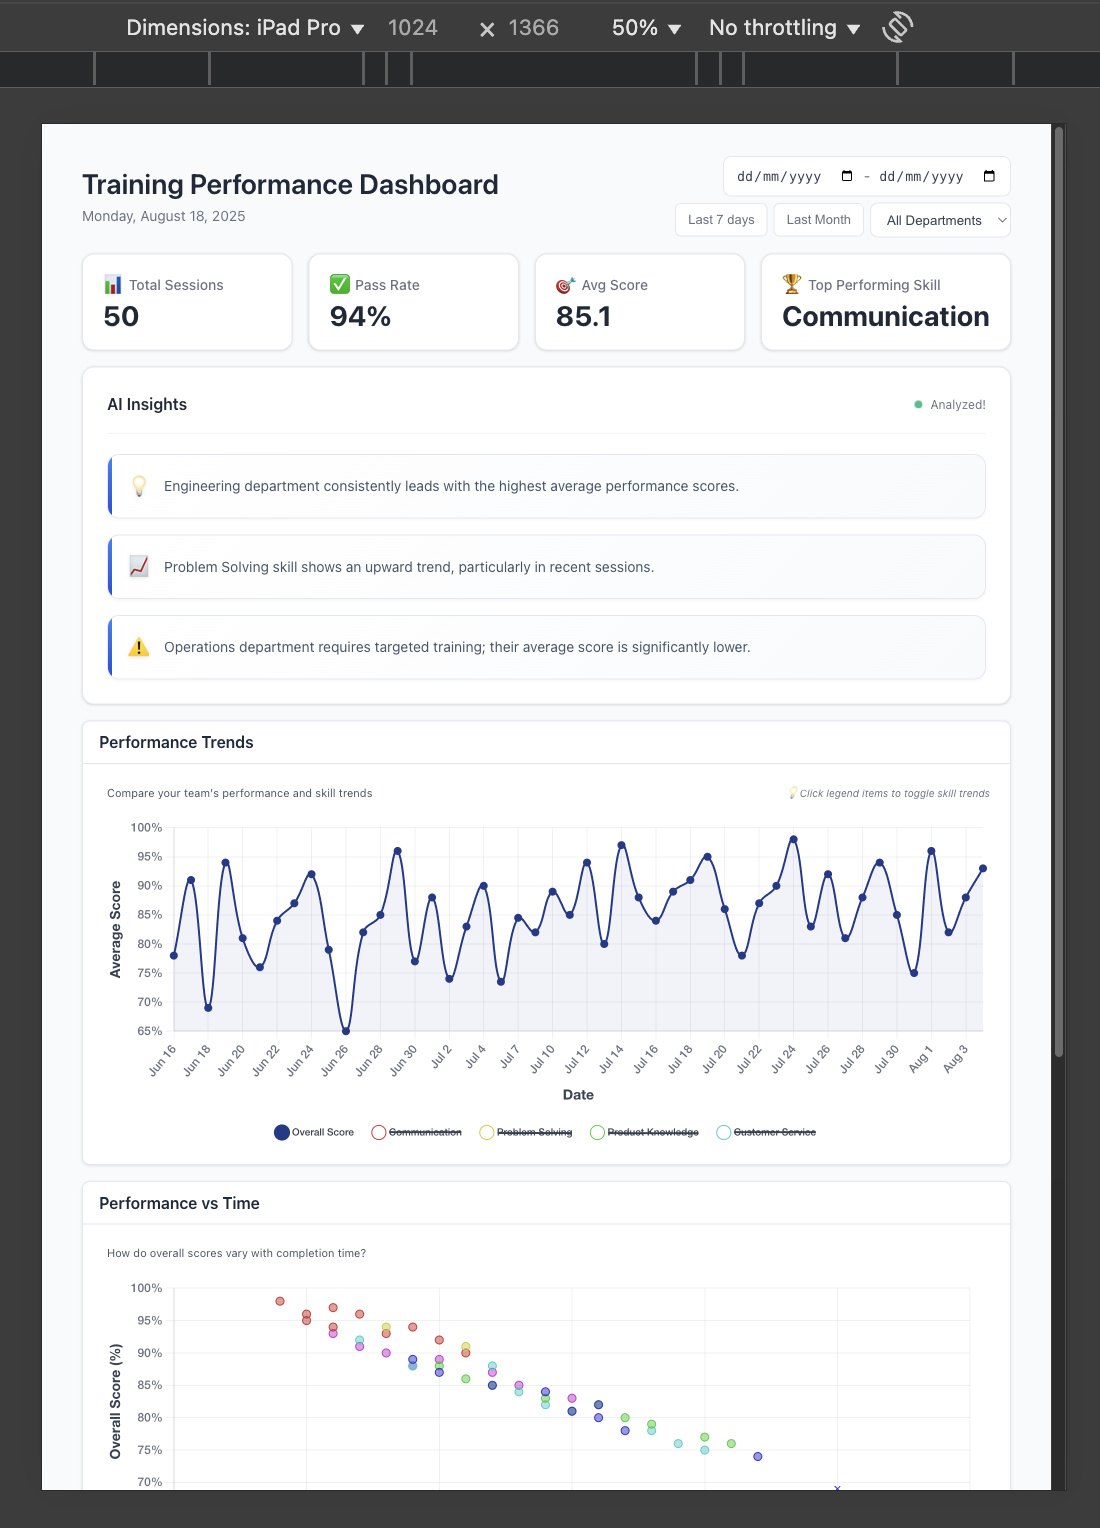 Dimensions: iPad Pro ▼ 1024 × 1366 50% ▼ No throttling ▼
Training Performance Dashboard
Monday, August 18, 2025
dd/mm/yyyy - dd/mm/yyyy
Last 7 days Last Month All Departments
Total Sessions
50
Pass Rate
94%
Avg Score
85.1
Top Performing Skill
Communication
AI Insights
Analyzed!
Engineering department consistently leads with the highest average performance scores.
Problem Solving skill shows an upward trend, particularly in recent sessions.
Operations department requires targeted training; their average score is significantly lower.
Performance Trends
Compare your team's performance and skill trends
Click legend items to toggle skill trends
Average Score
100%
95%
90%
85%
80%
75%
70%
65%
Jun 16 Jun 18 Jun 20 Jun 22 Jun 24 Jun 26 Jun 28 Jun 30 Jul 2 Jul 4 Jul 7 Jul 10 Jul 12 Jul 14 Jul 16 Jul 18 Jul 20 Jul 22 Jul 24 Jul 26 Jul 28 Jul 30 Aug 1 Aug 3
Date
Overall Score Communication Problem Solving Product Knowledge Customer Service
Performance vs Time
How do overall scores vary with completion time?
Overall Score (%)
100%
95%
90%
85%
80%
75%
70%